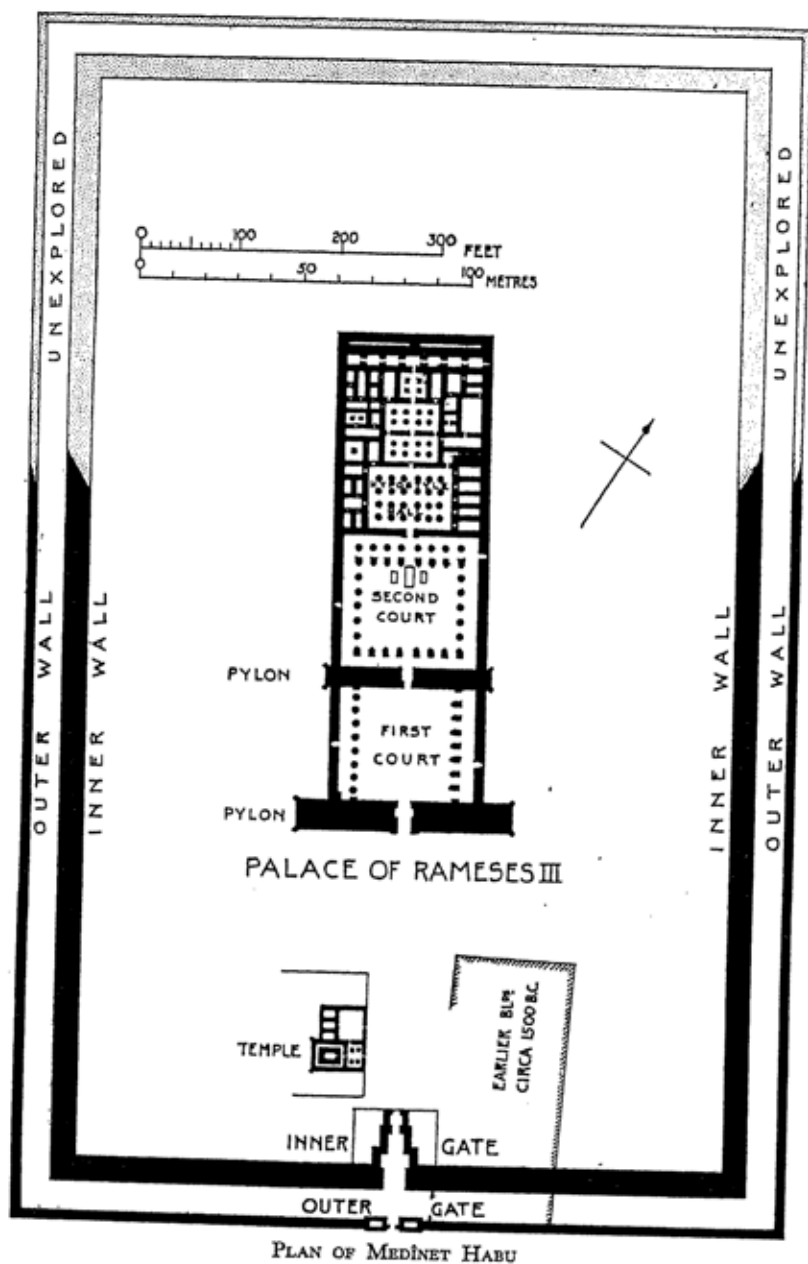 UNEXPLORED
UNEXPLORED
0 100 200 300 FEET
0 50 100 METRES
HALL
SECOND
COURT
PYLON
FIRST
COURT
PYLON
OUTER WALL
INNER WALL
INNER WALL
OUTER WALL
PALACE OF RAMESES III
TEMPLE
EARLIER BLDG
CIRCA 1500 B.C.
INNER GATE
OUTER GATE
PLAN OF MEDÎNET HABU